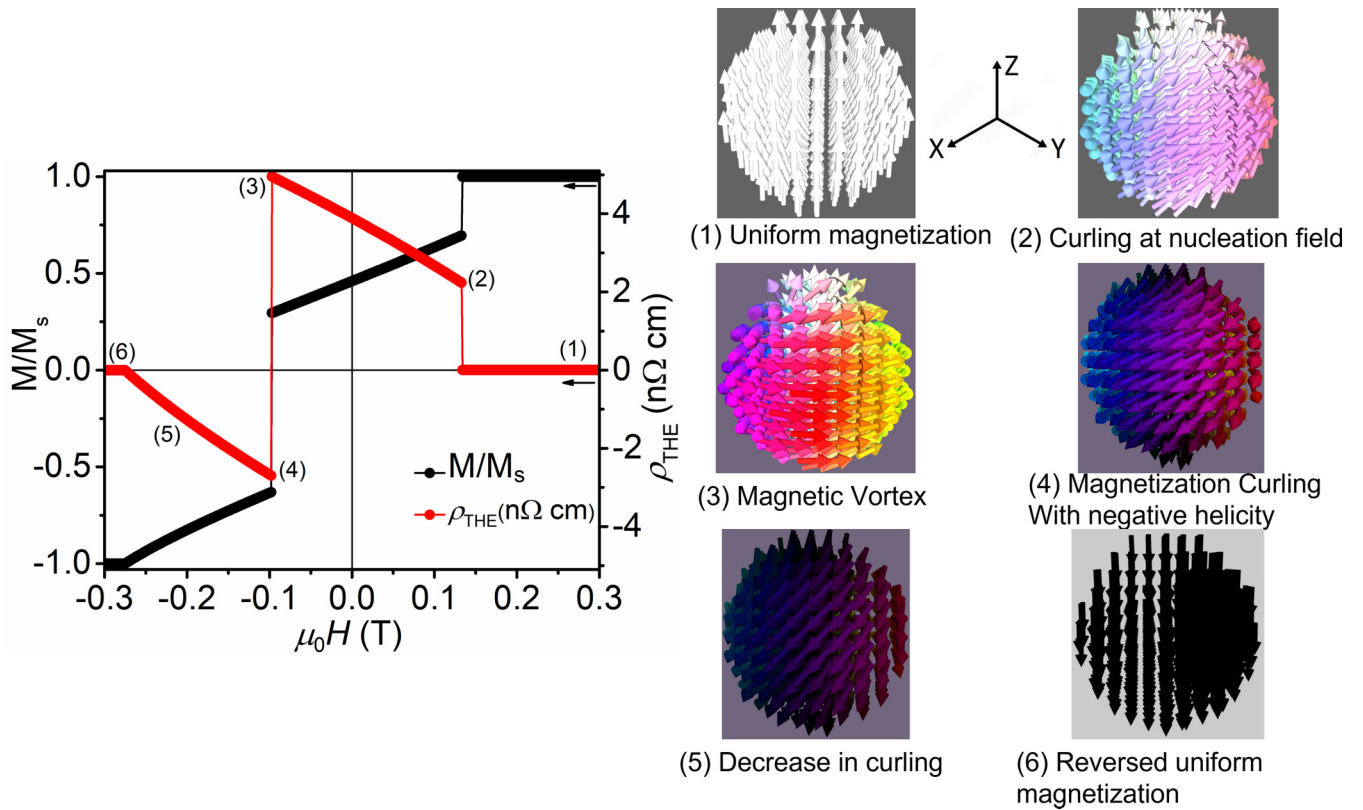 1.0
0.5
0.0
-0.5
-1.0
M/Mₛ
-0.3
-0.2
-0.1
0.0
0.1
0.2
0.3
μ₀H (T)
4
2
0
-2
-4
ρTHE (nΩ cm)
(1)
(2)
(3)
(4)
(5)
(6)
M/Mₛ
ρTHE(nΩ cm)
X
Y
Z
(1) Uniform magnetization
(2) Curling at nucleation field
(3) Magnetic Vortex
(4) Magnetization Curling
With negative helicity
(5) Decrease in curling
(6) Reversed uniform
magnetization